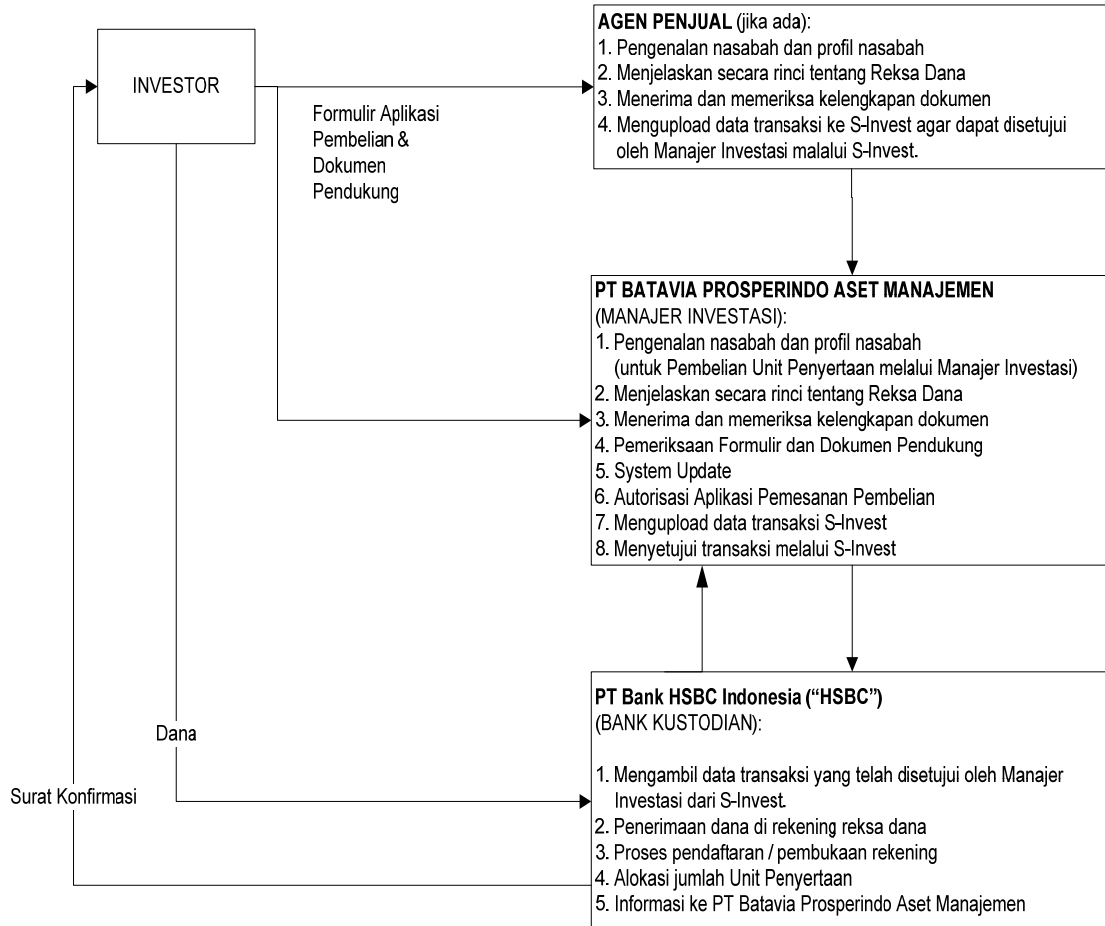 INVESTOR
Formulir Aplikasi
Pembelian &
Dokumen
Pendukung
AGEN PENJUAL (jika ada):
1. Pengenalan nasabah dan profil nasabah
2. Menjelaskan secara rinci tentang Reksa Dana
3. Menerima dan memeriksa kelengkapan dokumen
4. Mengupload data transaksi ke S-Invest agar dapat disetujui
oleh Manajer Investasi malalui S-Invest.
PT BATAVIA PROSPERINDO ASET MANAJEMEN
(MANAJER INVESTASI):
1. Pengenalan nasabah dan profil nasabah
(untuk Pembelian Unit Penyertaan melalui Manajer Investasi)
2. Menjelaskan secara rinci tentang Reksa Dana
3. Menerima dan memeriksa kelengkapan dokumen
4. Pemeriksaan Formulir dan Dokumen Pendukung
5. System Update
6. Autorisasi Aplikasi Pemesanan Pembelian
7. Mengupload data transaksi S-Invest
8. Menyetujui transaksi melalui S-Invest
Dana
Surat Konfirmasi
PT Bank HSBC Indonesia (“HSBC”)
(BANK KUSTODIAN):
1. Mengambil data transaksi yang telah disetujui oleh Manajer
Investasi dari S-Invest.
2. Penerimaan dana di rekening reksa dana
3. Proses pendaftaran / pembukaan rekening
4. Alokasi jumlah Unit Penyertaan
5. Informasi ke PT Batavia Prosperindo Aset Manajemen